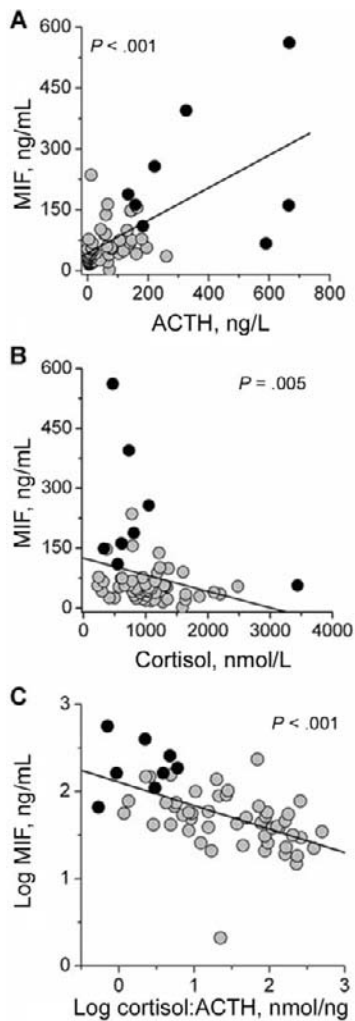 A
P < .001
600
450
300
150
0
MIF, ng/mL
0 200 400 600 800
ACTH, ng/L
B
P = .005
600
450
300
150
0
MIF, ng/mL
0 1000 2000 3000 4000
Cortisol, nmol/L
C
P < .001
3
2
1
0
Log MIF, ng/mL
0 1 2 3
Log cortisol:ACTH, nmol/ng